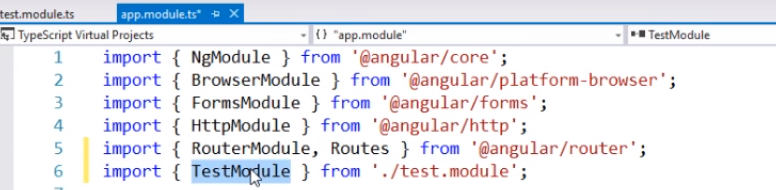 test.module.ts app.module.ts*
TypeScript Virtual Projects {} "app.module" TestModule
1 import { NgModule } from '@angular/core';
2 import { BrowserModule } from '@angular/platform-browser';
3 import { FormsModule } from '@angular/forms';
4 import { HttpModule } from '@angular/http';
5 import { RouterModule, Routes } from '@angular/router';
6 import { TestModule } from './test.module';